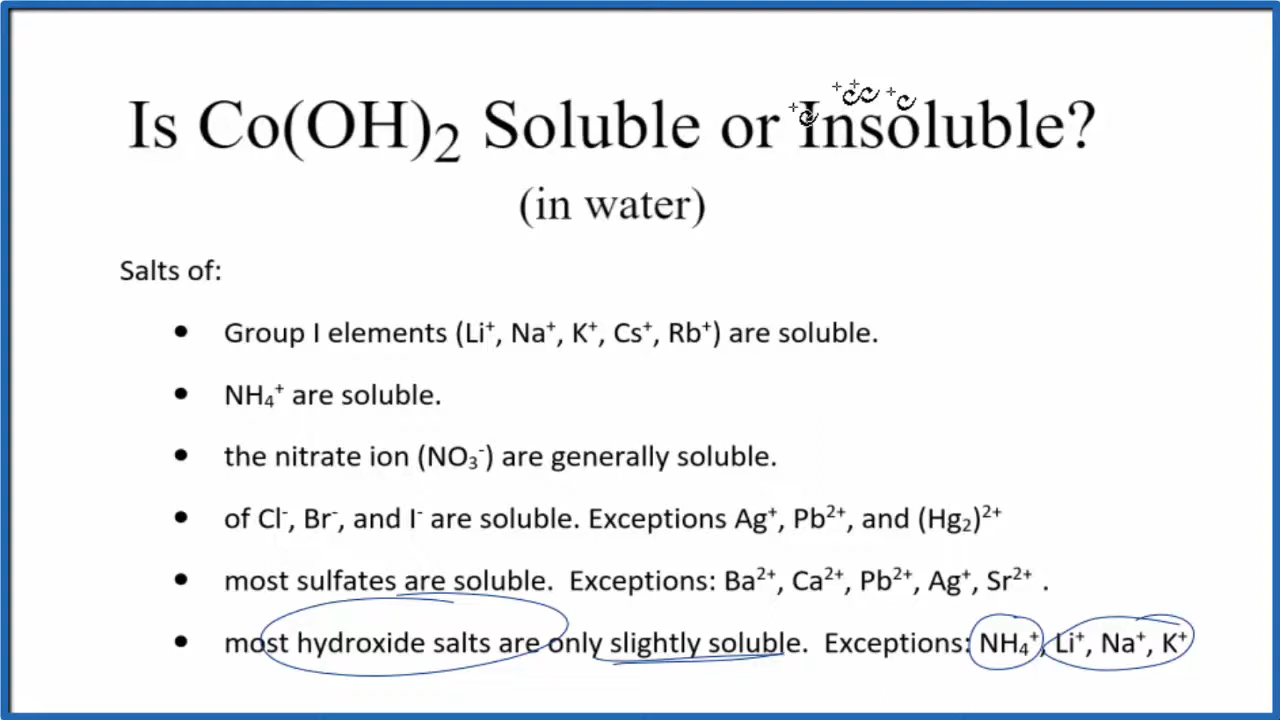 Is Co(OH)₂ Soluble or Insoluble?
(in water)
Salts of:
• Group I elements (Li⁺, Na⁺, K⁺, Cs⁺, Rb⁺) are soluble.
• NH₄⁺ are soluble.
• the nitrate ion (NO₃⁻) are generally soluble.
• of Cl⁻, Br⁻, and I⁻ are soluble. Exceptions Ag⁺, Pb²⁺, and (Hg₂)²⁺
• most sulfates are soluble. Exceptions: Ba²⁺, Ca²⁺, Pb²⁺, Ag⁺, Sr²⁺ .
• most hydroxide salts are only slightly soluble. Exceptions: NH₄⁺, Li⁺, Na⁺, K⁺